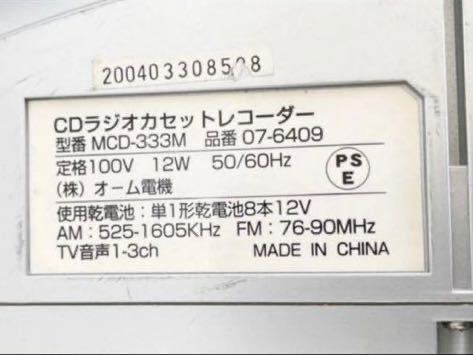 200403308508
CDラジオカセットレコーダー
型番 MCD-333M 品番 07-6409
定格100V 12W 50/60Hz
PS
E
(株) オーム電機
使用乾電池：単1形乾電池8本12V
AM : 525-1605KHz FM : 76-90MHz
TV音声1-3ch MADE IN CHINA